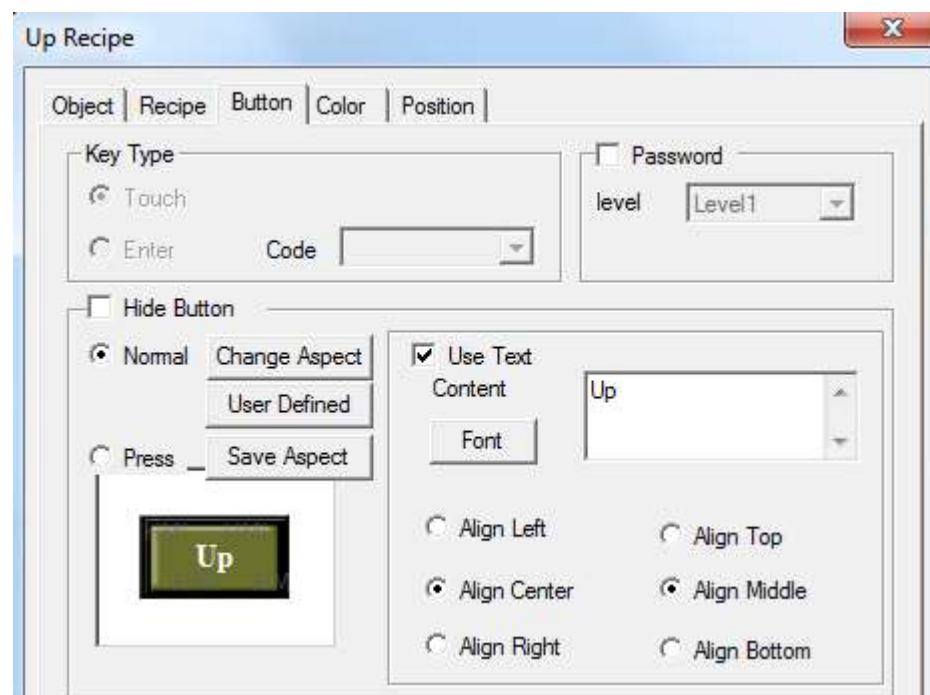 Up Recipe
Object Recipe Button Color Position
Key Type
Touch
Enter Code
Password
level Level1
Hide Button
Normal Change Aspect
User Defined
Press Save Aspect
Up
Use Text
Content Up
Font
Align Left Align Top
Align Center Align Middle
Align Right Align Bottom